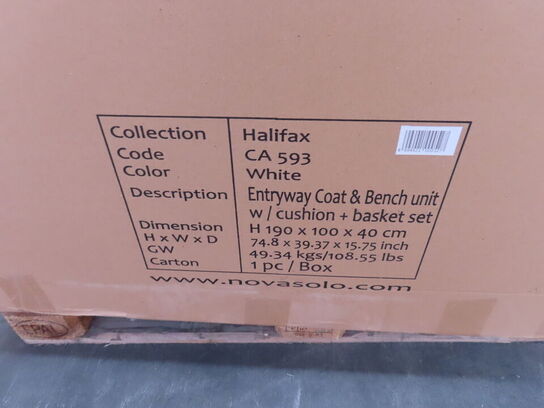 Collection Halifax
Code CA 593
Color White
Description Entryway Coat & Bench unit
w / cushion + basket set
Dimension H 190 x 100 x 40 cm
H x W x D 74.8 x 39.37 x 15.75 inch
GW 49.34 kgs/108.55 lbs
Carton 1 pc / Box
www.novasolo.com
EPAL